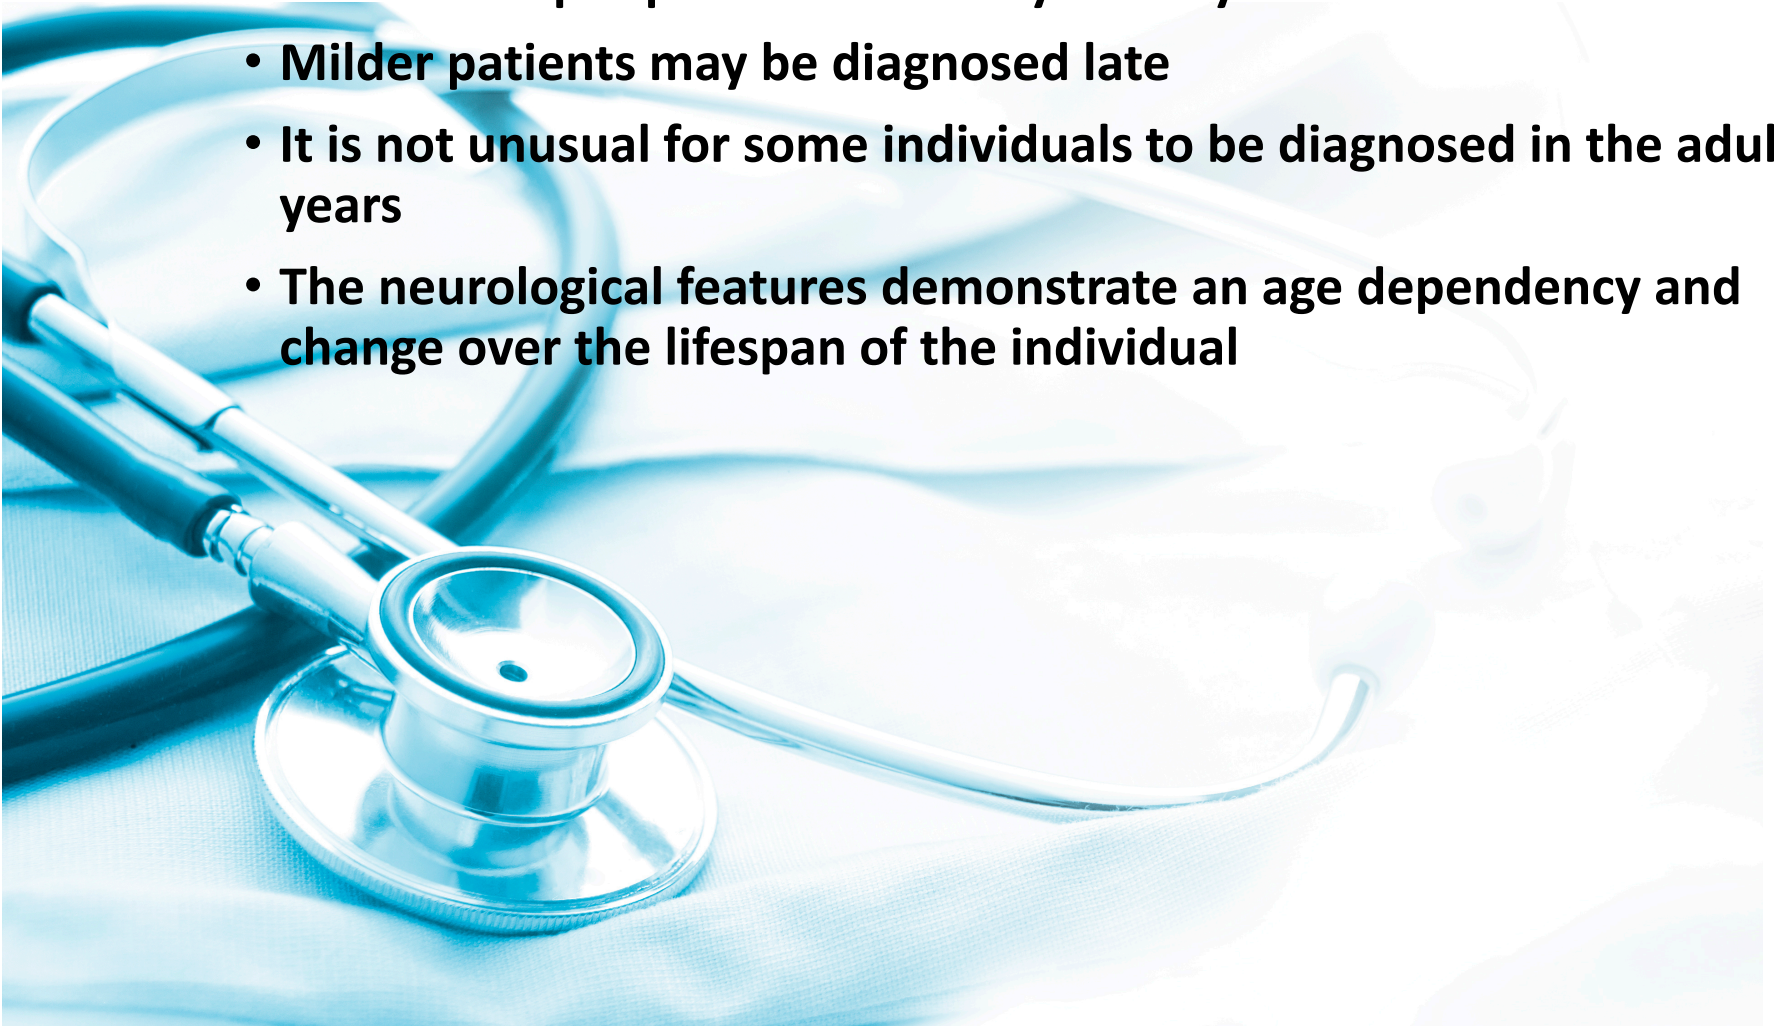 • Milder patients may be diagnosed late
• It is not unusual for some individuals to be diagnosed in the
years
• The neurological features demonstrate an age dependency and
change over the lifespan of the individual